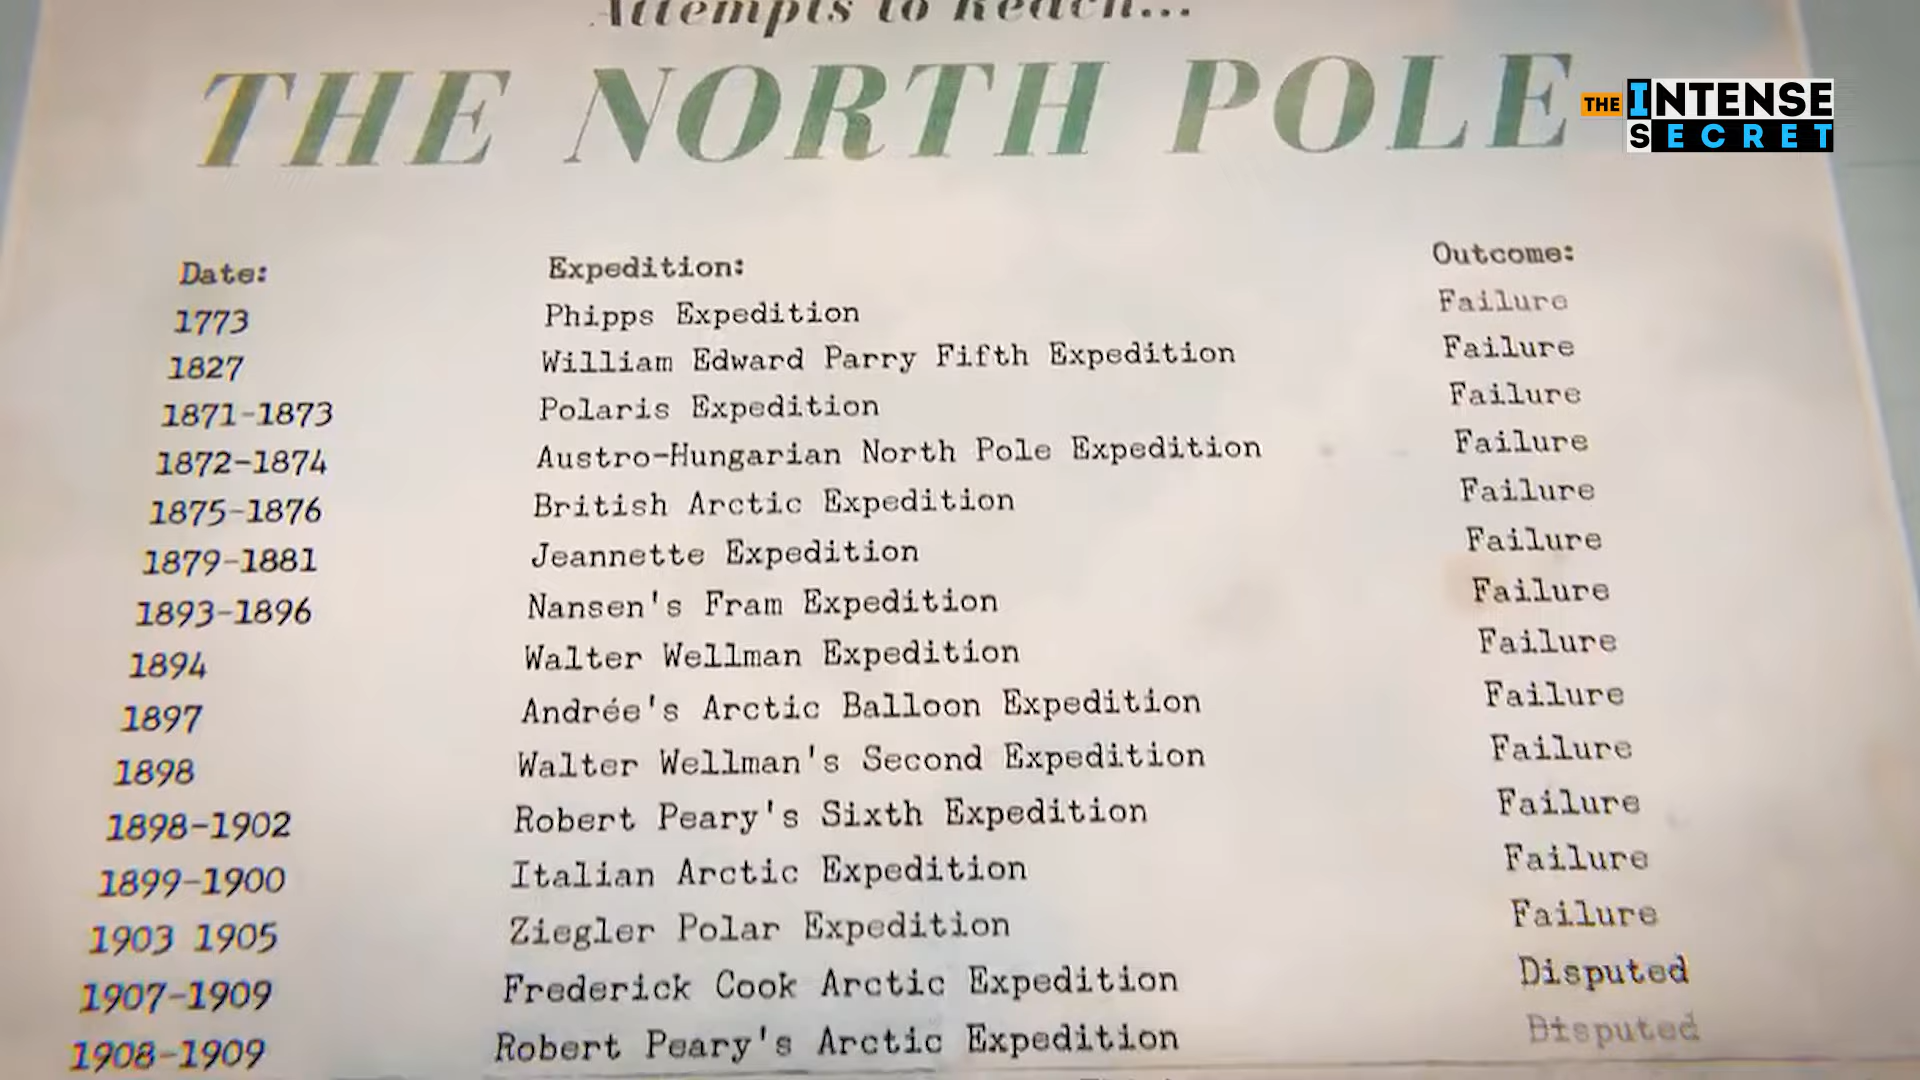 Attempts to Reach...
THE NORTH POLE
THE INTENSE
SECRET
Date: Expedition: Outcome:
1773 Phipps Expedition Failure
1827 William Edward Parry Fifth Expedition Failure
1871-1873 Polaris Expedition Failure
1872-1874 Austro-Hungarian North Pole Expedition Failure
1875-1876 British Arctic Expedition Failure
1879-1881 Jeannette Expedition Failure
1893-1896 Nansen's Fram Expedition Failure
1894 Walter Wellman Expedition Failure
1897 Andrée's Arctic Balloon Expedition Failure
1898 Walter Wellman's Second Expedition Failure
1898-1902 Robert Peary's Sixth Expedition Failure
1899-1900 Italian Arctic Expedition Failure
1903 1905 Ziegler Polar Expedition Failure
1907-1909 Frederick Cook Arctic Expedition Disputed
1908-1909 Robert Peary's Arctic Expedition Disputed